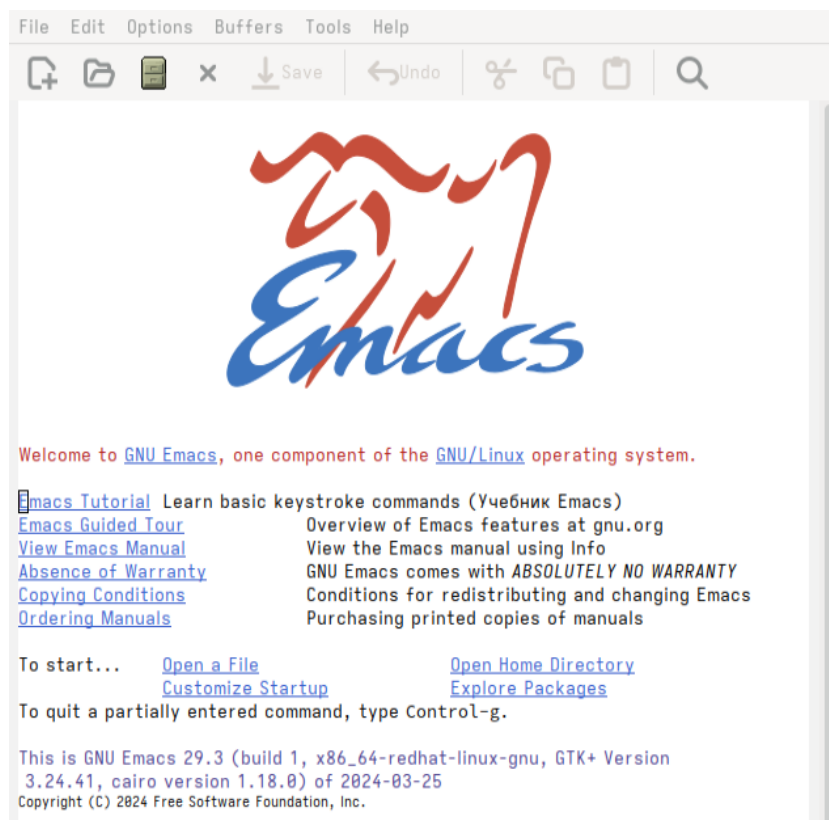 File Edit Options Buffers Tools Help
Save Undo
Emacs
Welcome to GNU Emacs, one component of the GNU/Linux operating system.
Emacs Tutorial Learn basic keystroke commands (Учебник Emacs)
Emacs Guided Tour Overview of Emacs features at gnu.org
View Emacs Manual View the Emacs manual using Info
Absence of Warranty GNU Emacs comes with ABSOLUTELY NO WARRANTY
Copying Conditions Conditions for redistributing and changing Emacs
Ordering Manuals Purchasing printed copies of manuals
To start... Open a File Open Home Directory
Customize Startup Explore Packages
To quit a partially entered command, type Control-g.
This is GNU Emacs 29.3 (build 1, x86_64-redhat-linux-gnu, GTK+ Version
3.24.41, cairo version 1.18.0) of 2024-03-25
Copyright (C) 2024 Free Software Foundation, Inc.